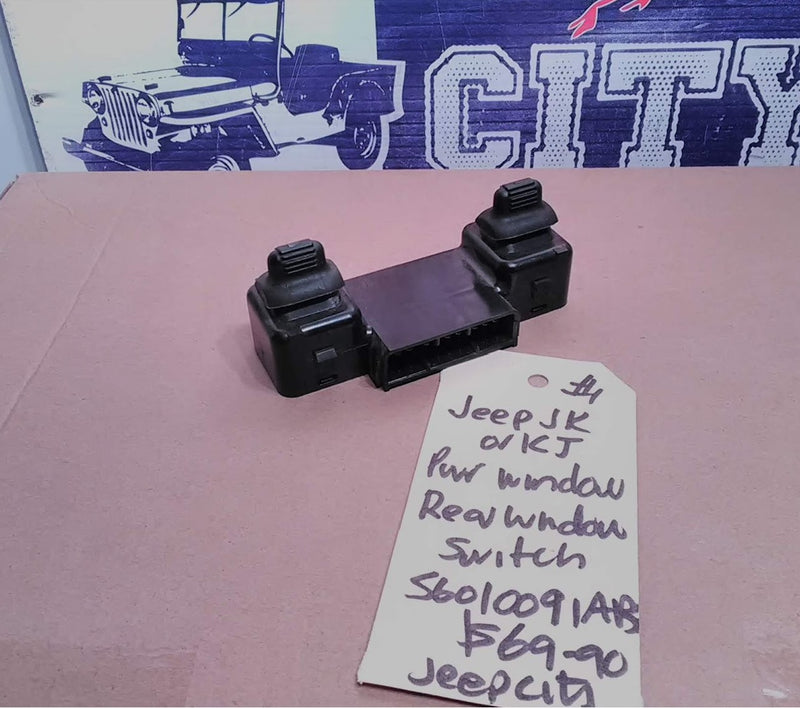 CITY
#4
Jeep JK
or KJ
Pwr window
Rear Window
Switch
56010091AB
$69-90
Jeep City